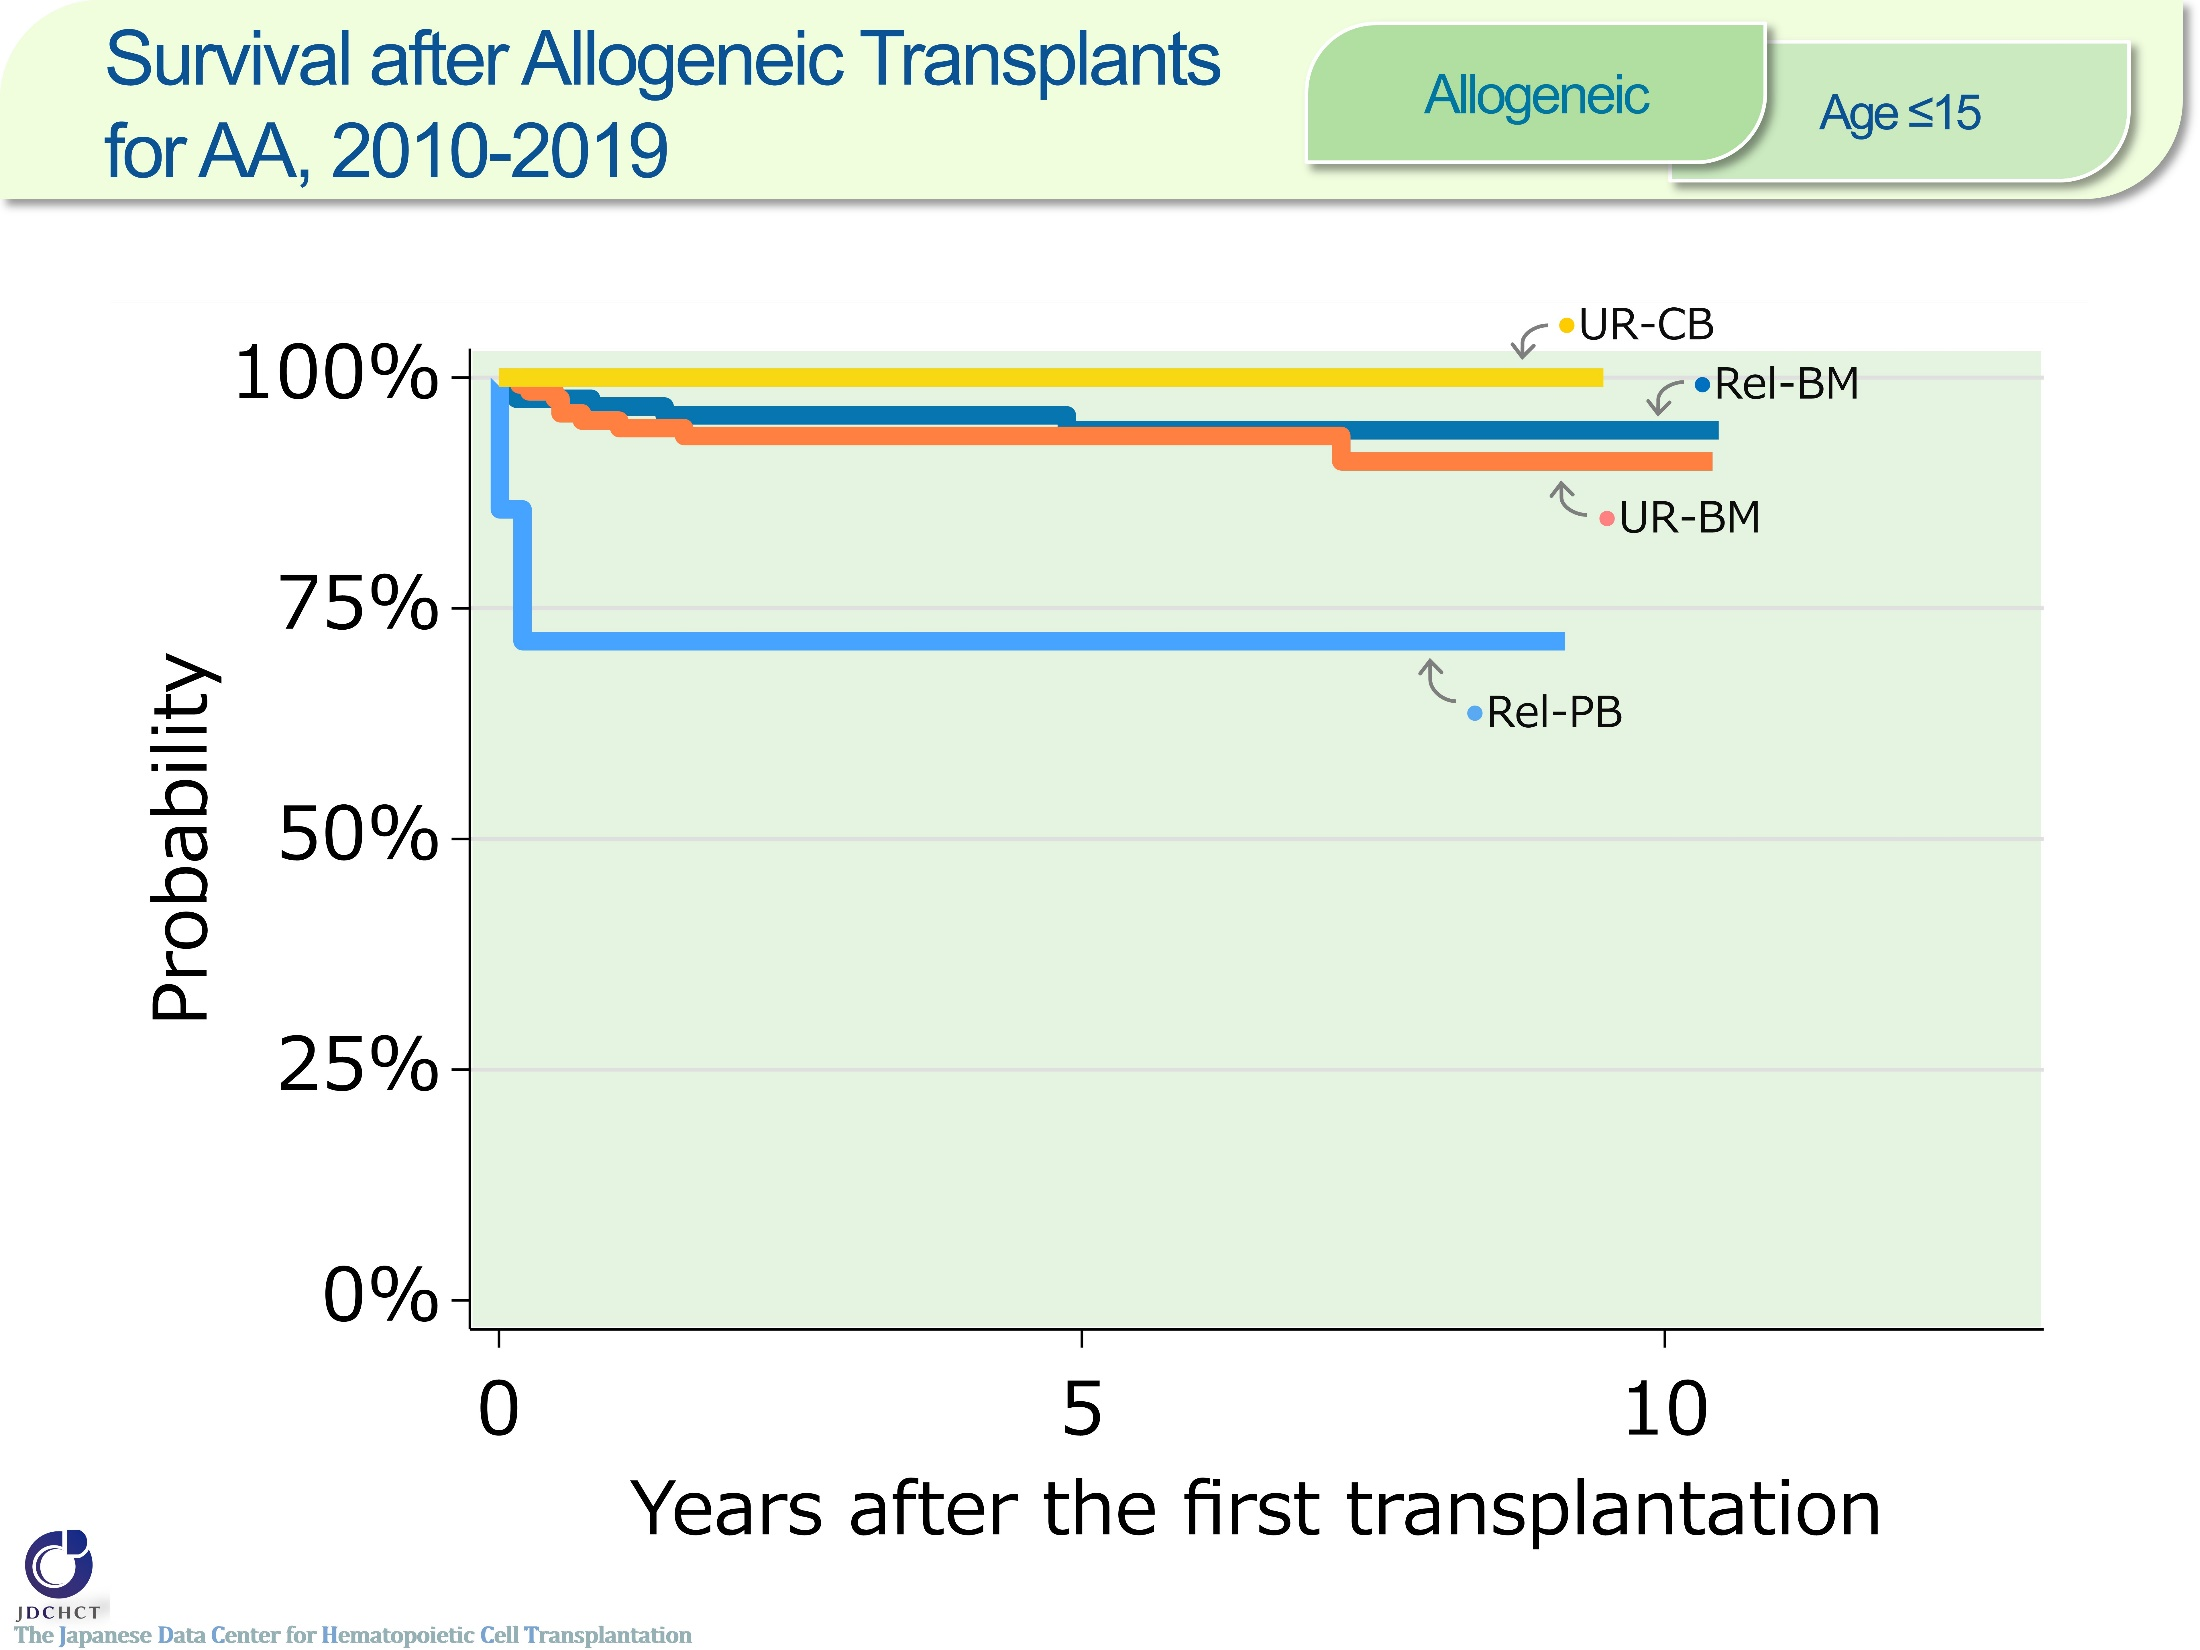 Survival after Allogeneic Transplants
for AA, 2010-2019
Allogeneic
Age ≤15
UR-CB
Rel-BM
UR-BM
Rel-PB
100%
75%
50%
25%
0%
Probability
0 5 10
Years after the first transplantation
JDCHCT
The Japanese Data Center for Hematopoietic Cell Transplantation